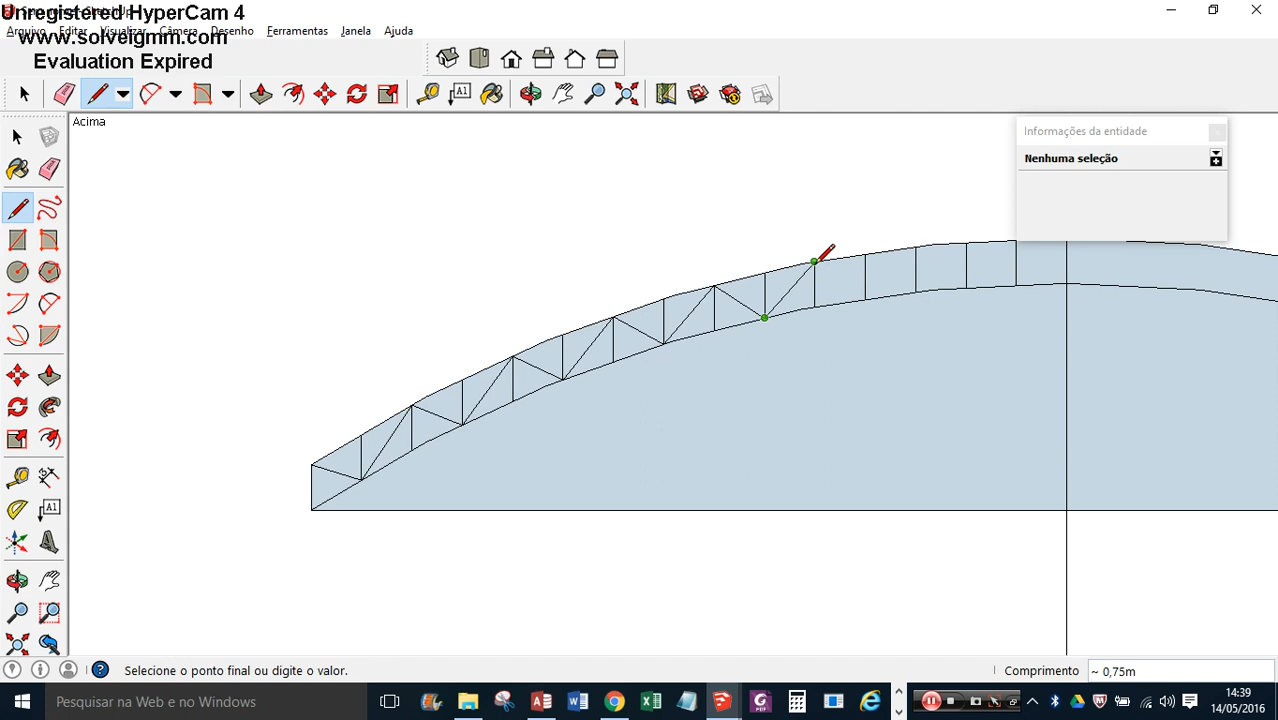 Unregistered HyperCam 4
www.solveigmm.com
Evaluation Expired
Arquivo Editar Visualizar Câmera Desenho Ferramentas Janela Ajuda
A1
Acima
Informações da entidade
Nenhuma seleção
A1
Selecione o ponto final ou digite o valor.
Comprimento
~ 0,75m
Pesquisar na Web e no Windows
14:39
14/05/2016